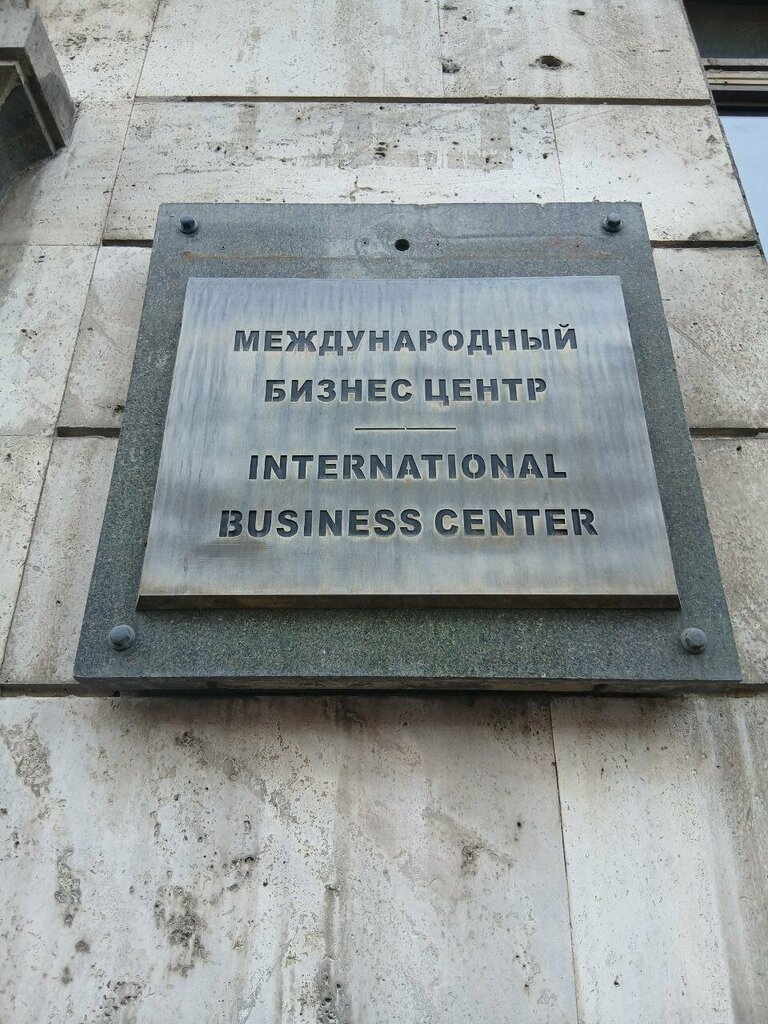 МЕЖДУНАРОДНЫЙ
БИЗНЕС ЦЕНТР
INTERNATIONAL
BUSINESS CENTER